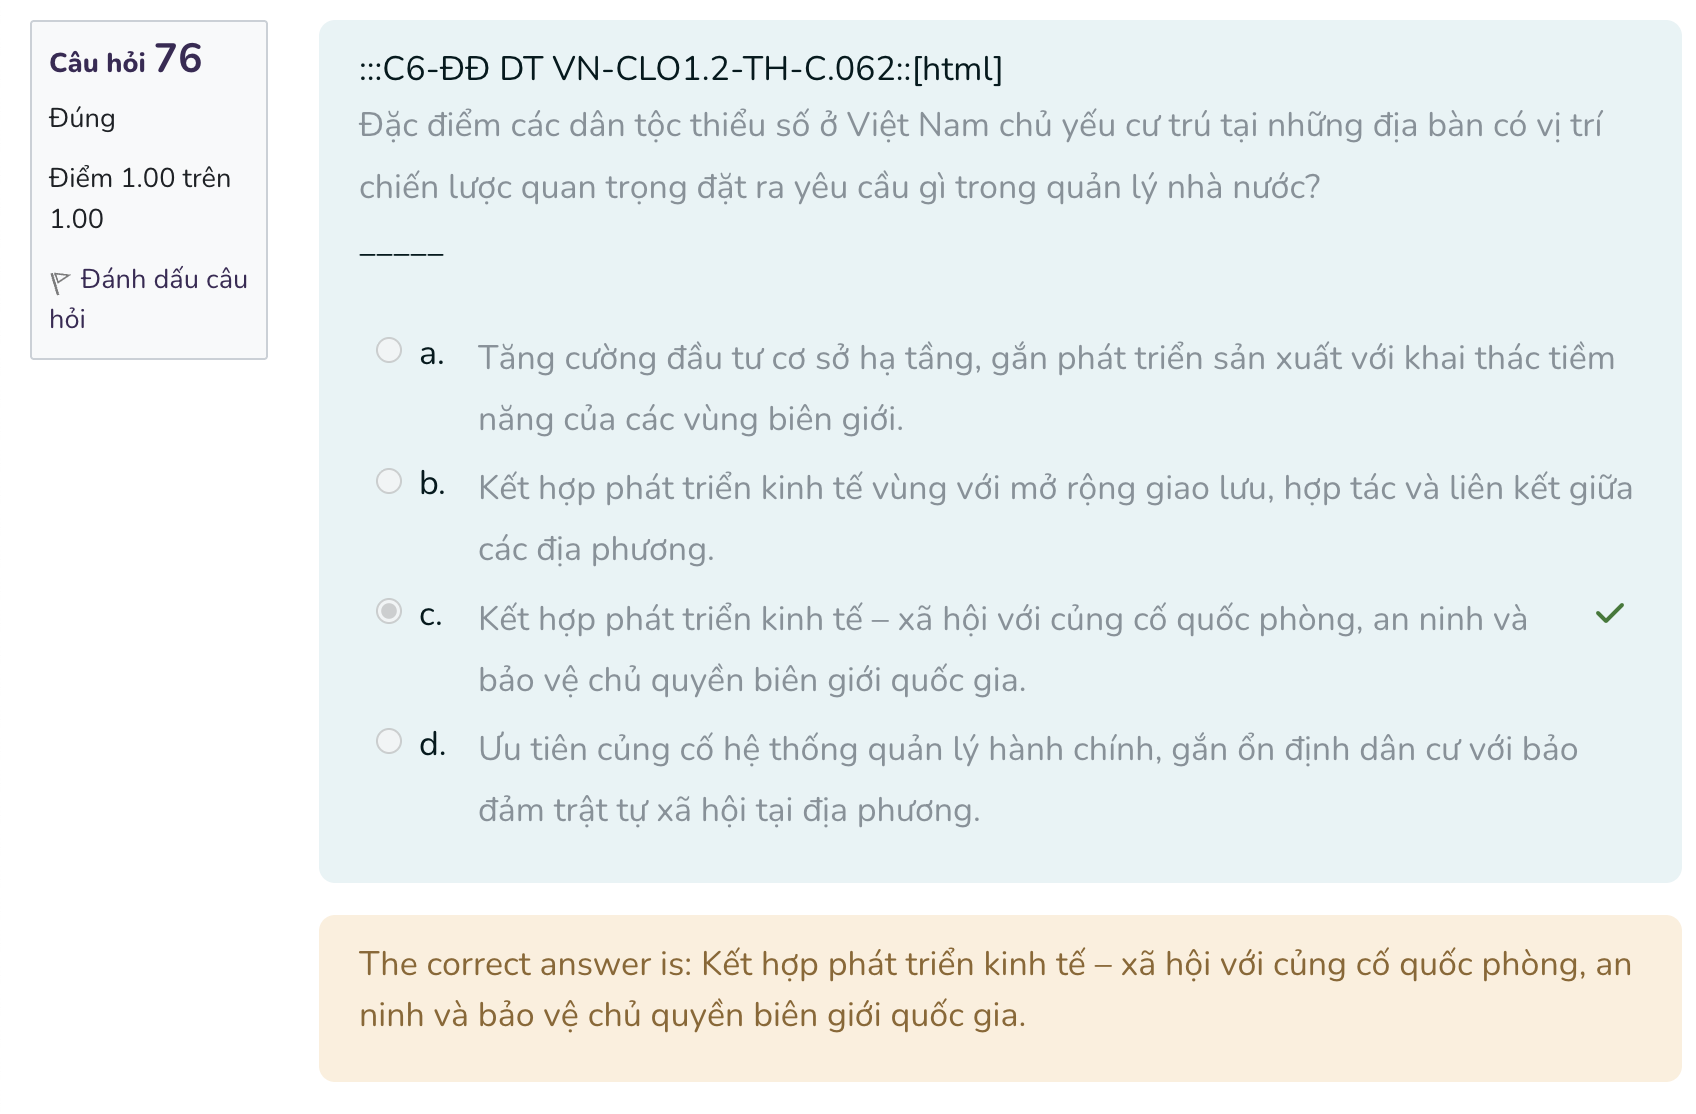 Câu hỏi 76
Đúng
Điểm 1.00 trên
1.00
Đánh dấu câu
hỏi
:::C6-ĐĐ DT VN-CLO1.2-TH-C.062::[html]
Đặc điểm các dân tộc thiểu số ở Việt Nam chủ yếu cư trú tại những địa bàn có vị trí
chiến lược quan trọng đặt ra yêu cầu gì trong quản lý nhà nước?
_____
a. Tăng cường đầu tư cơ sở hạ tầng, gắn phát triển sản xuất với khai thác tiềm
năng của các vùng biên giới.
b. Kết hợp phát triển kinh tế vùng với mở rộng giao lưu, hợp tác và liên kết giữa
các địa phương.
c. Kết hợp phát triển kinh tế – xã hội với củng cố quốc phòng, an ninh và
bảo vệ chủ quyền biên giới quốc gia.
d. Ưu tiên củng cố hệ thống quản lý hành chính, gắn ổn định dân cư với bảo
đảm trật tự xã hội tại địa phương.
The correct answer is: Kết hợp phát triển kinh tế – xã hội với củng cố quốc phòng, an
ninh và bảo vệ chủ quyền biên giới quốc gia.